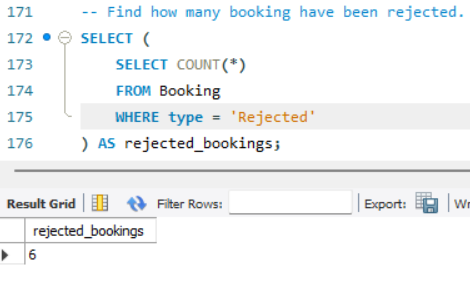 171 -- Find how many booking have been rejected.
172 SELECT (
173 SELECT COUNT(*)
174 FROM Booking
175 WHERE type = 'Rejected'
176 ) AS rejected_bookings;
Result Grid Filter Rows: Export: Wr
rejected_bookings
6